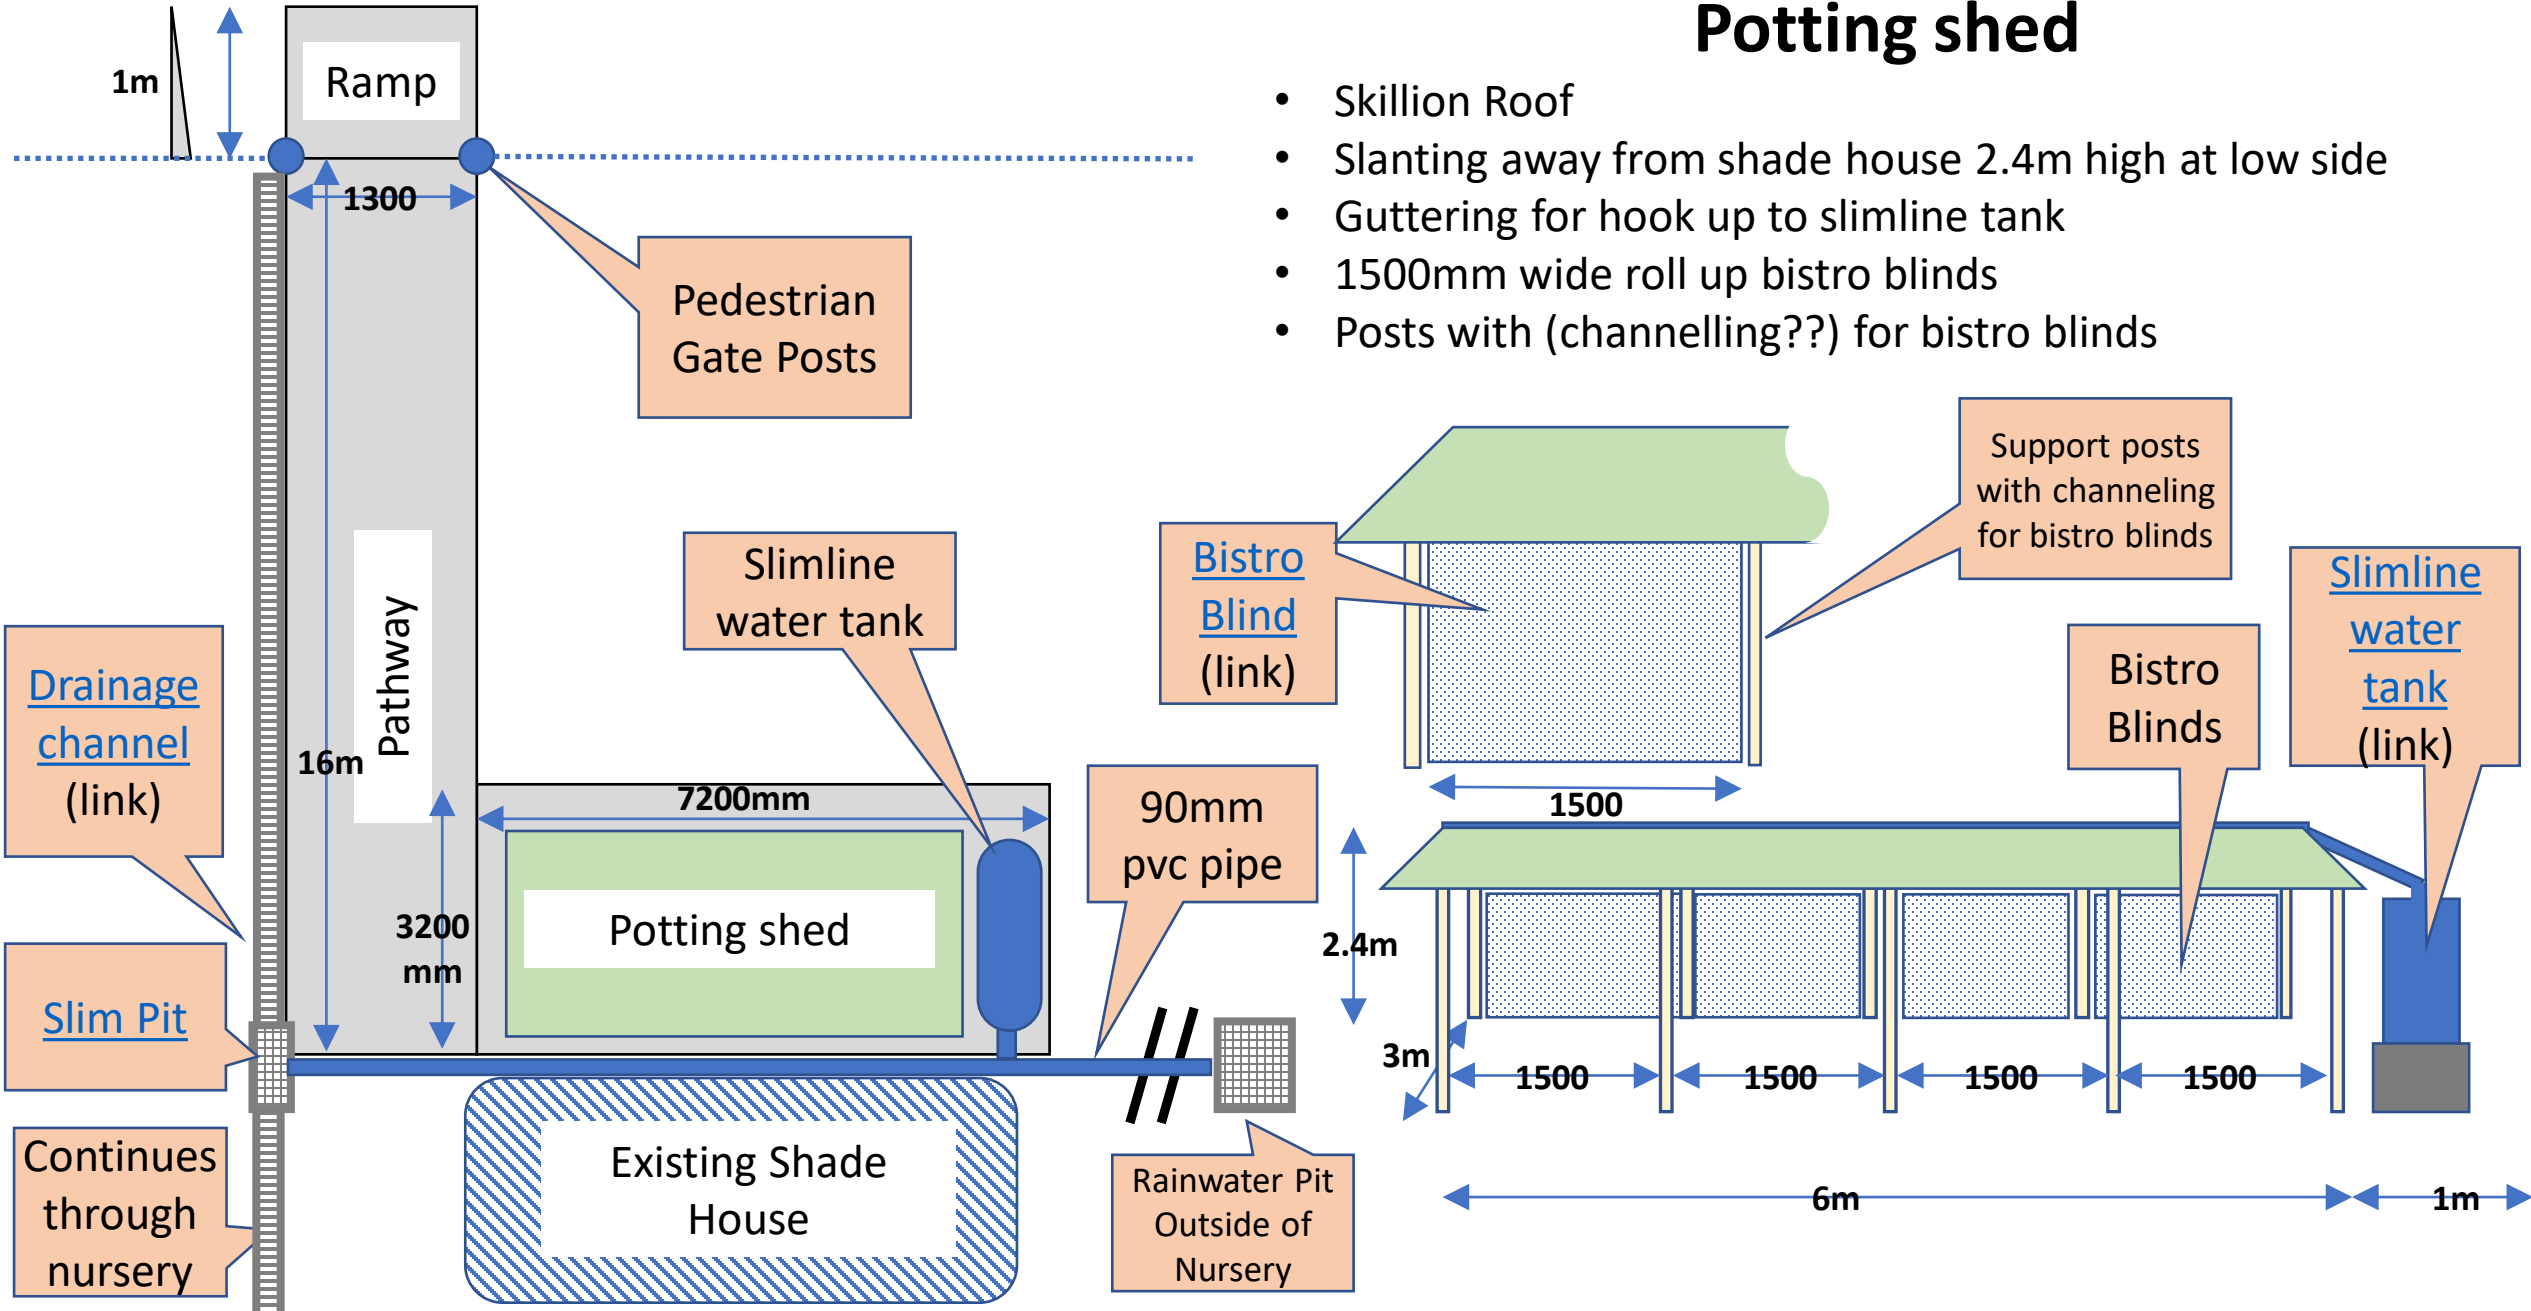 Potting shed
• Skillion Roof
• Slanting away from shade house 2.4m high at low side
• Guttering for hook up to slimline tank
• 1500mm wide roll up bistro blinds
• Posts with (channelling??) for bistro blinds
1m
Ramp
1300
Pedestrian
Gate Posts
Pathway
16m
Drainage
channel
(link)
Slim Pit
Continues
through
nursery
Slimline
water tank
7200mm
3200
mm
Potting shed
90mm
pvc pipe
Existing Shade
House
Rainwater Pit
Outside of
Nursery
Bistro
Blind
(link)
Support posts
with channeling
for bistro blinds
1500
Bistro
Blinds
Slimline
water
tank
(link)
2.4m
3m
1500
1500
1500
1500
6m
1m